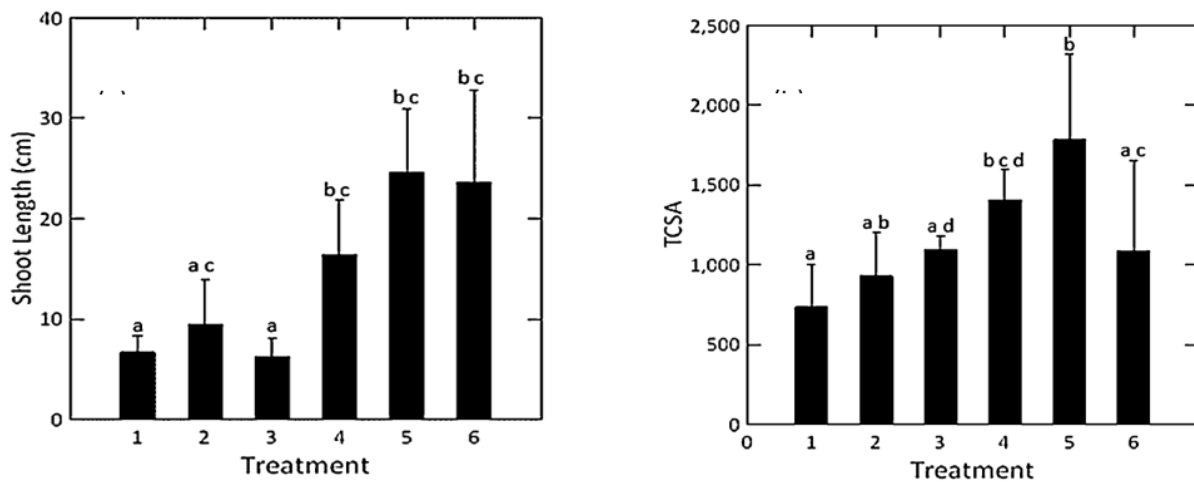 40
30
20
10
0
Shoot Length (cm)
a
a c
a
b c
b c
b c
1 2 3 4 5 6
Treatment
2,500
2,000
1,500
1,000
500
0
TCSA
a
a b
a d
b c d
b
a c
0 1 2 3 4 5 6
Treatment